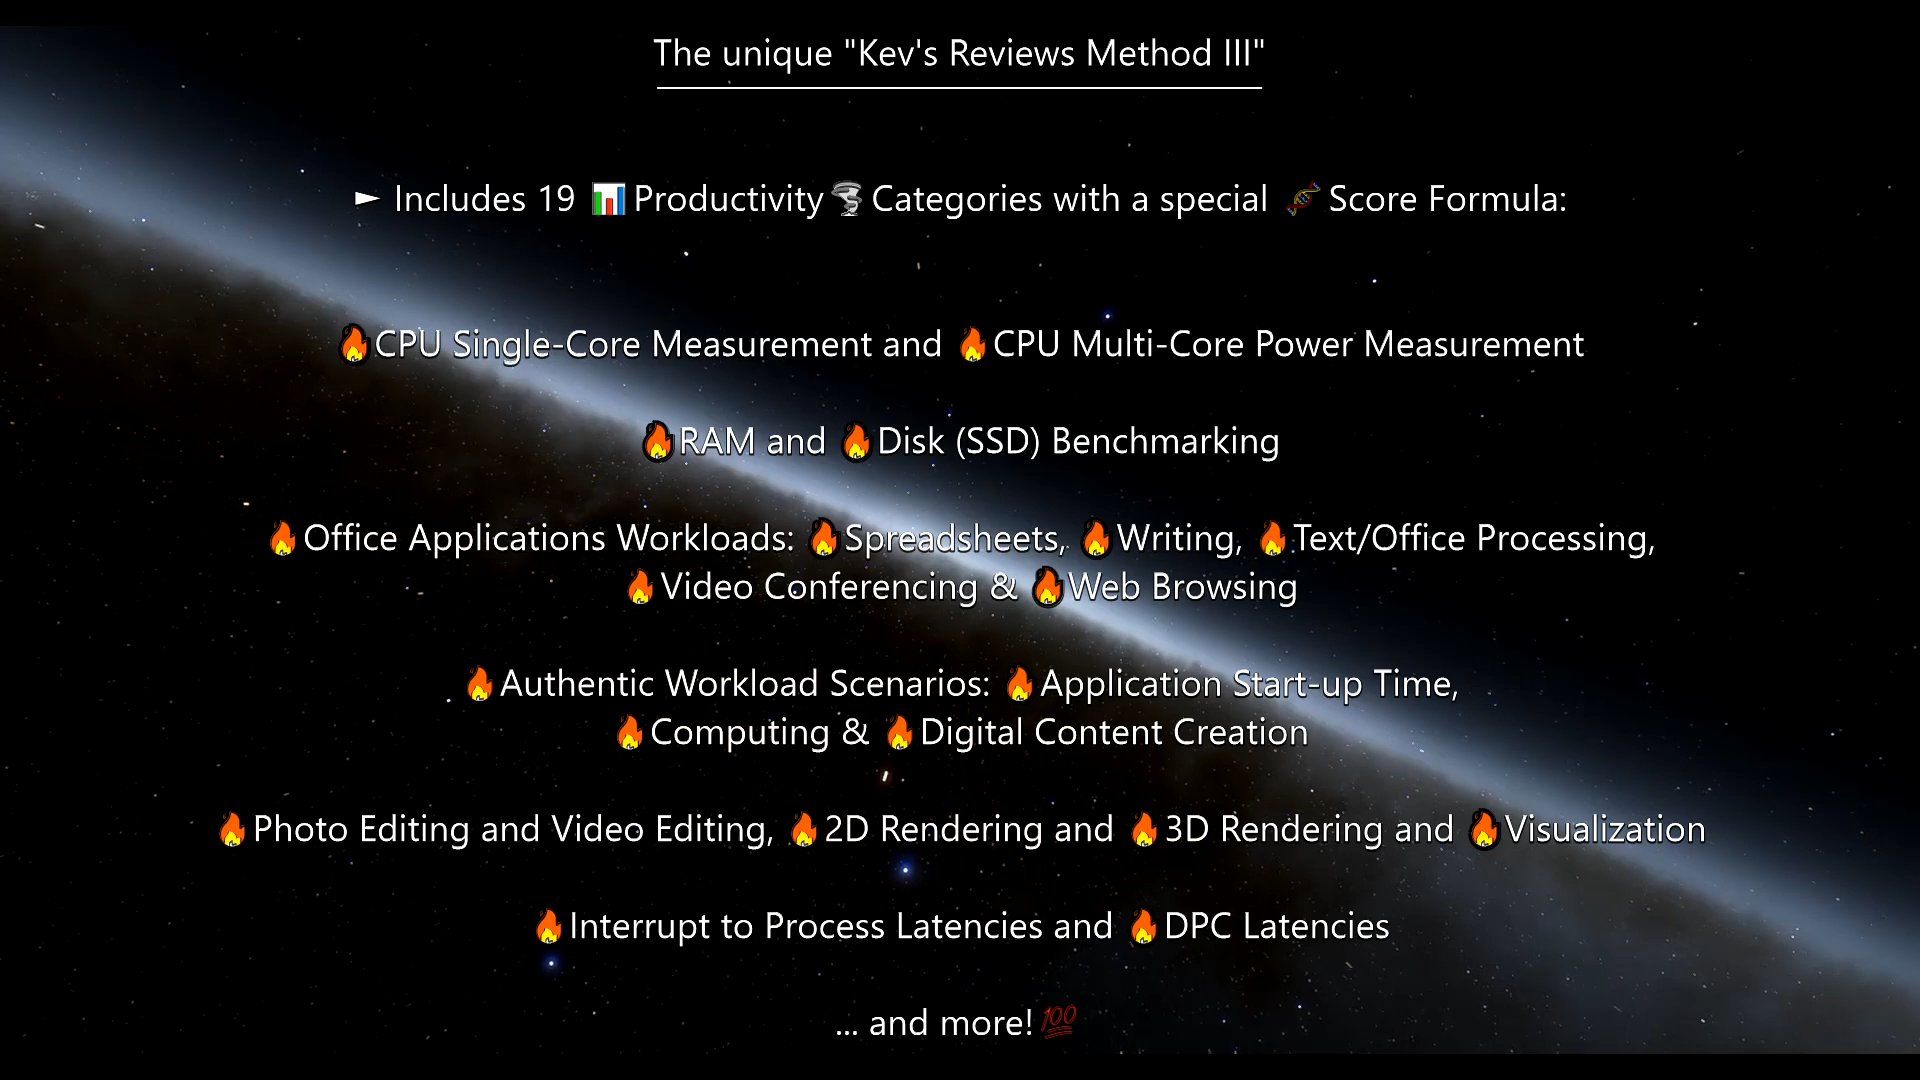 The unique "Kev's Reviews Method III"
► Includes 19 📊 Productivity🌪Categories with a special 🧬 Score Formula:
🔥CPU Single-Core Measurement and 🔥CPU Multi-Core Power Measurement
🔥RAM and 🔥Disk (SSD) Benchmarking
🔥Office Applications Workloads: 🔥Spreadsheets, 🔥Writing, 🔥Text/Office Processing,
🔥Video Conferencing & 🔥Web Browsing
🔥Authentic Workload Scenarios: 🔥Application Start-up Time,
🔥Computing & 🔥Digital Content Creation
🔥Photo Editing and Video Editing, 🔥2D Rendering and 🔥3D Rendering and 🔥Visualization
🔥Interrupt to Process Latencies and 🔥DPC Latencies
... and more!💯